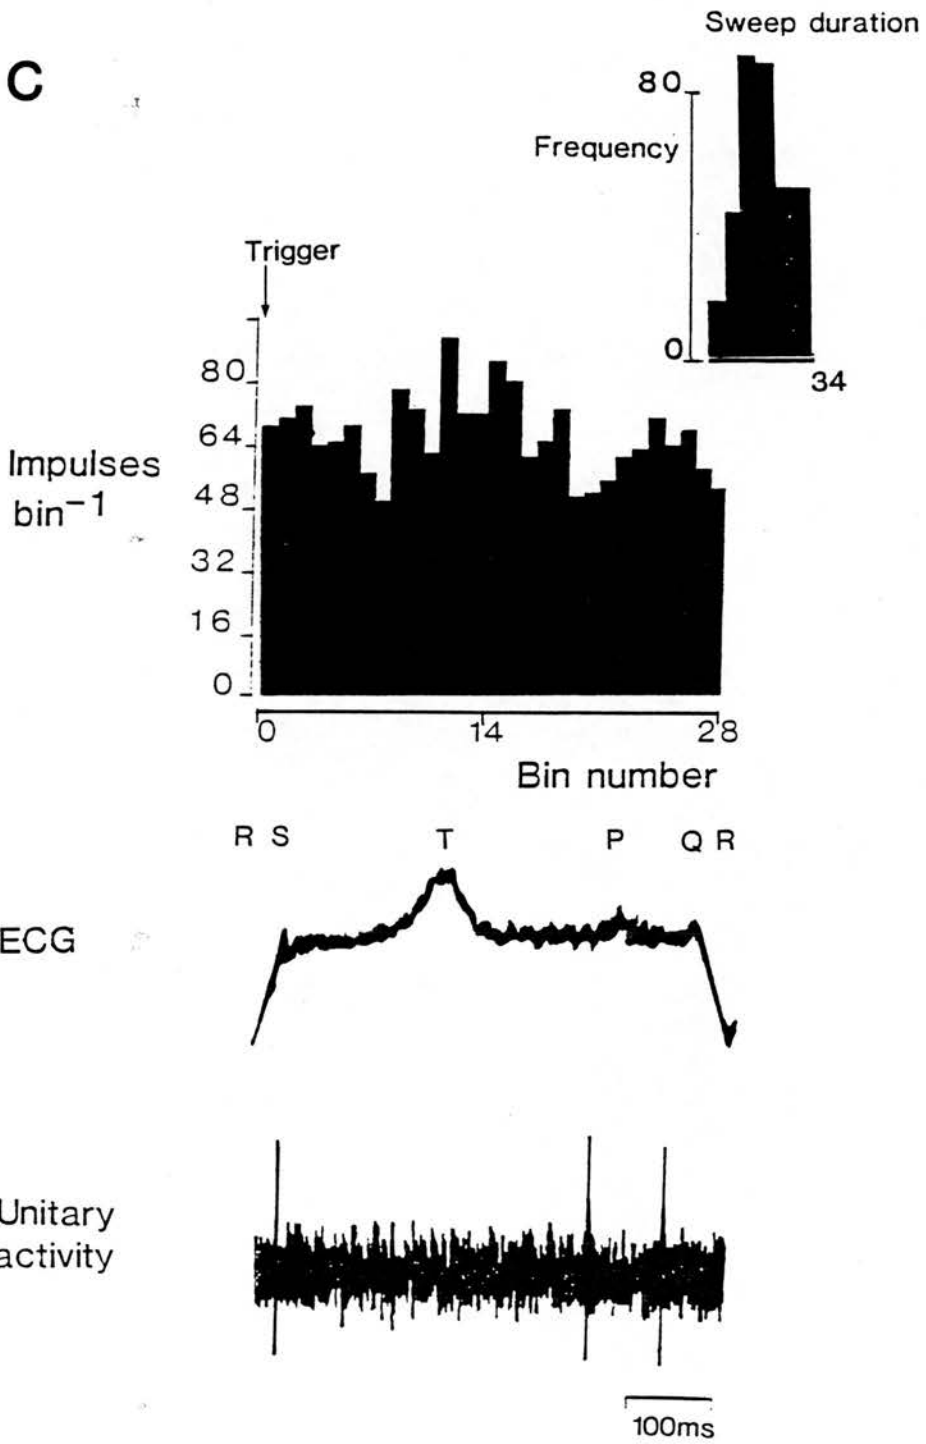 Sweep duration
C
80
Frequency
0
34
Trigger
80
64
Impulses
bin⁻¹
48
32
16
0
0 14 28
Bin number
R S T P Q R
ECG
Unitary
activity
100ms